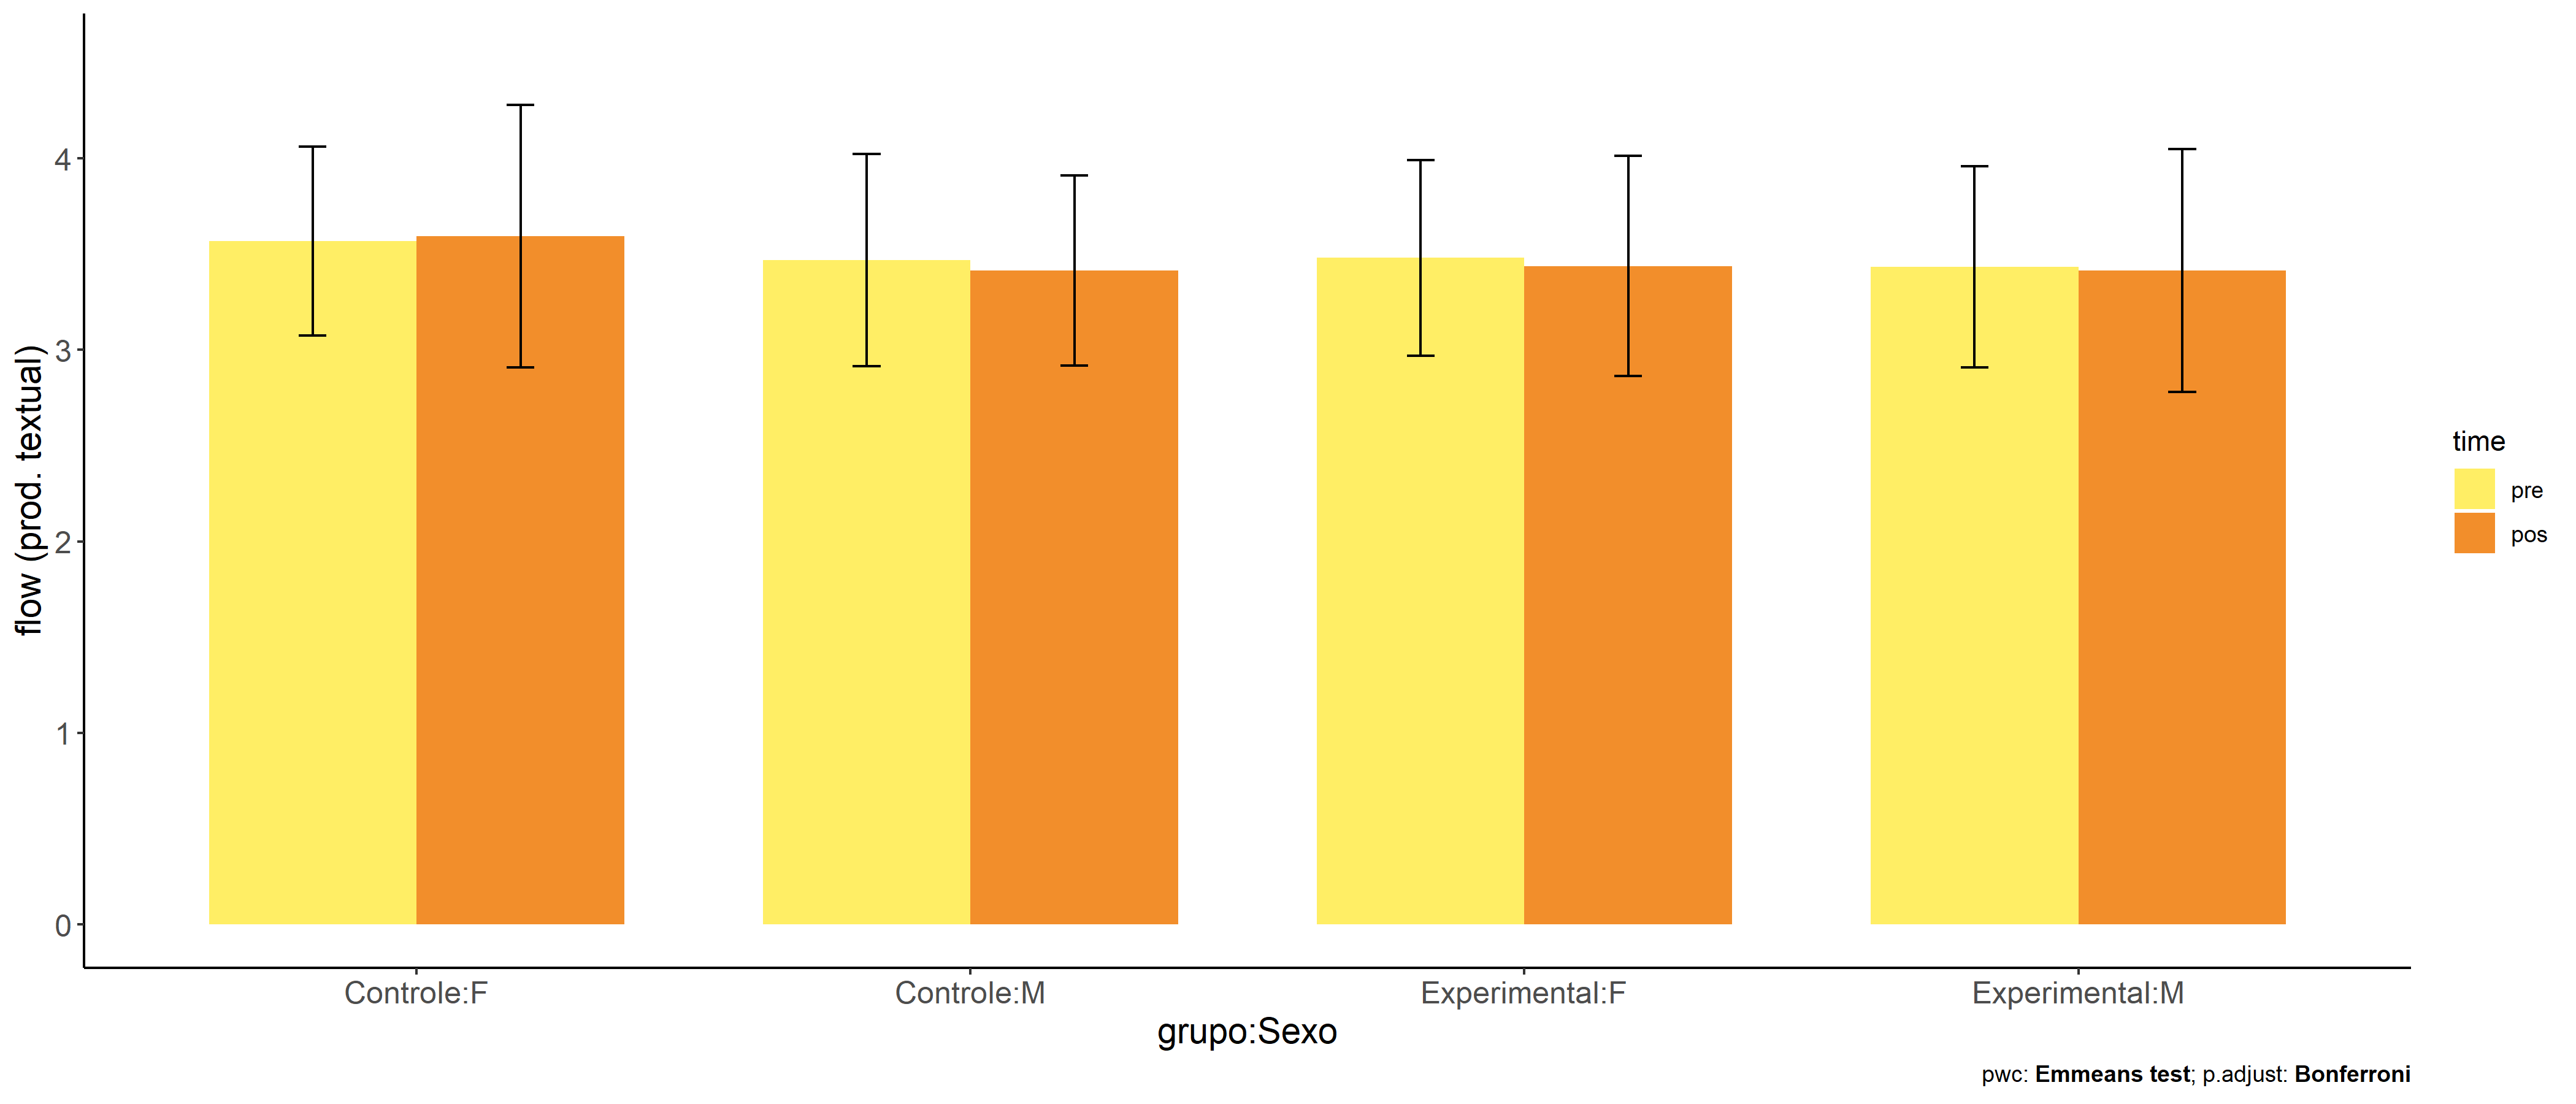 flow (prod. textual)
4
3
2
1
0
Controle:F
Controle:M
Experimental:F
Experimental:M
grupo:Sexo
time
pre
pos
pwc: Emmeans test; p.adjust: Bonferroni